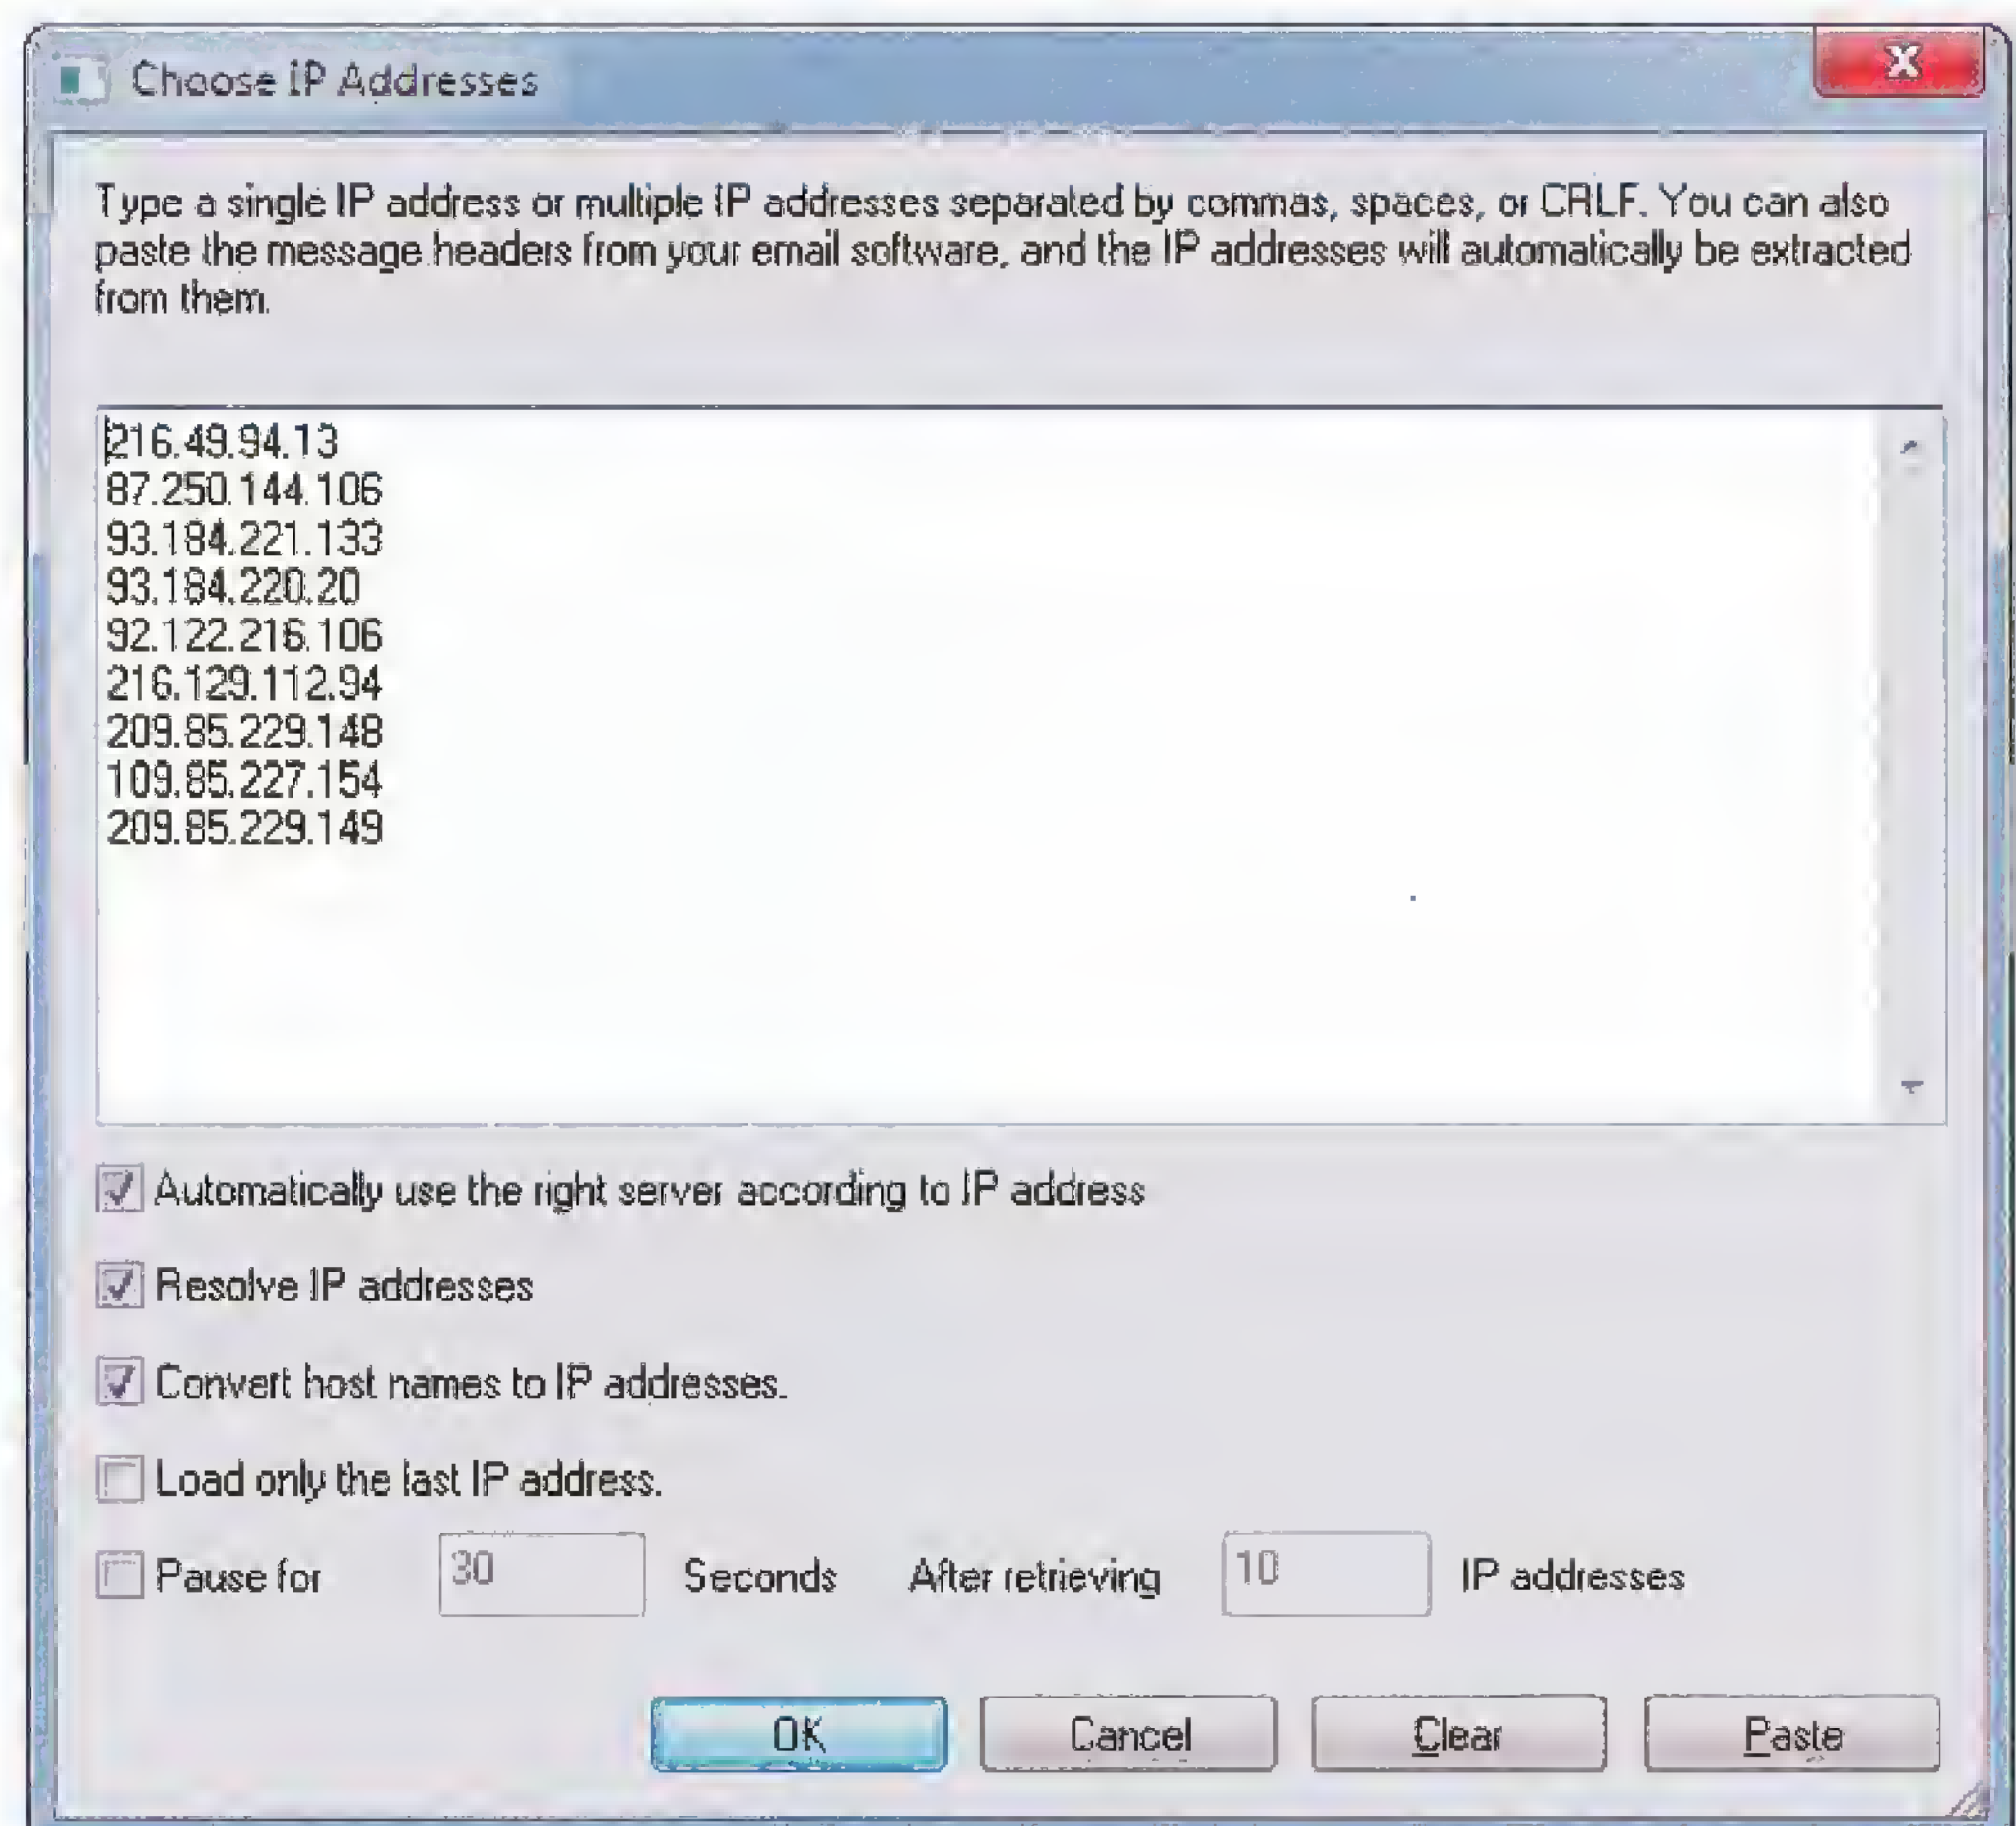 Choose IP Addresses
Type a single IP address or multiple IP addresses separated by commas, spaces, or CRLF. You can also
paste the message headers from your email software, and the IP addresses will automatically be extracted
from them.
216.49.94.13
87.250.144.106
93.184.221.133
93.184.220.20
92.122.216.106
216.129.112.94
209.85.229.148
109.85.227.154
209.85.229.149
Automatically use the right server according to IP address
Resolve IP addresses
Convert host names to IP addresses.
Load only the last IP address.
Pause for 30 Seconds After retrieving 10 IP addresses
OK Cancel Clear Paste